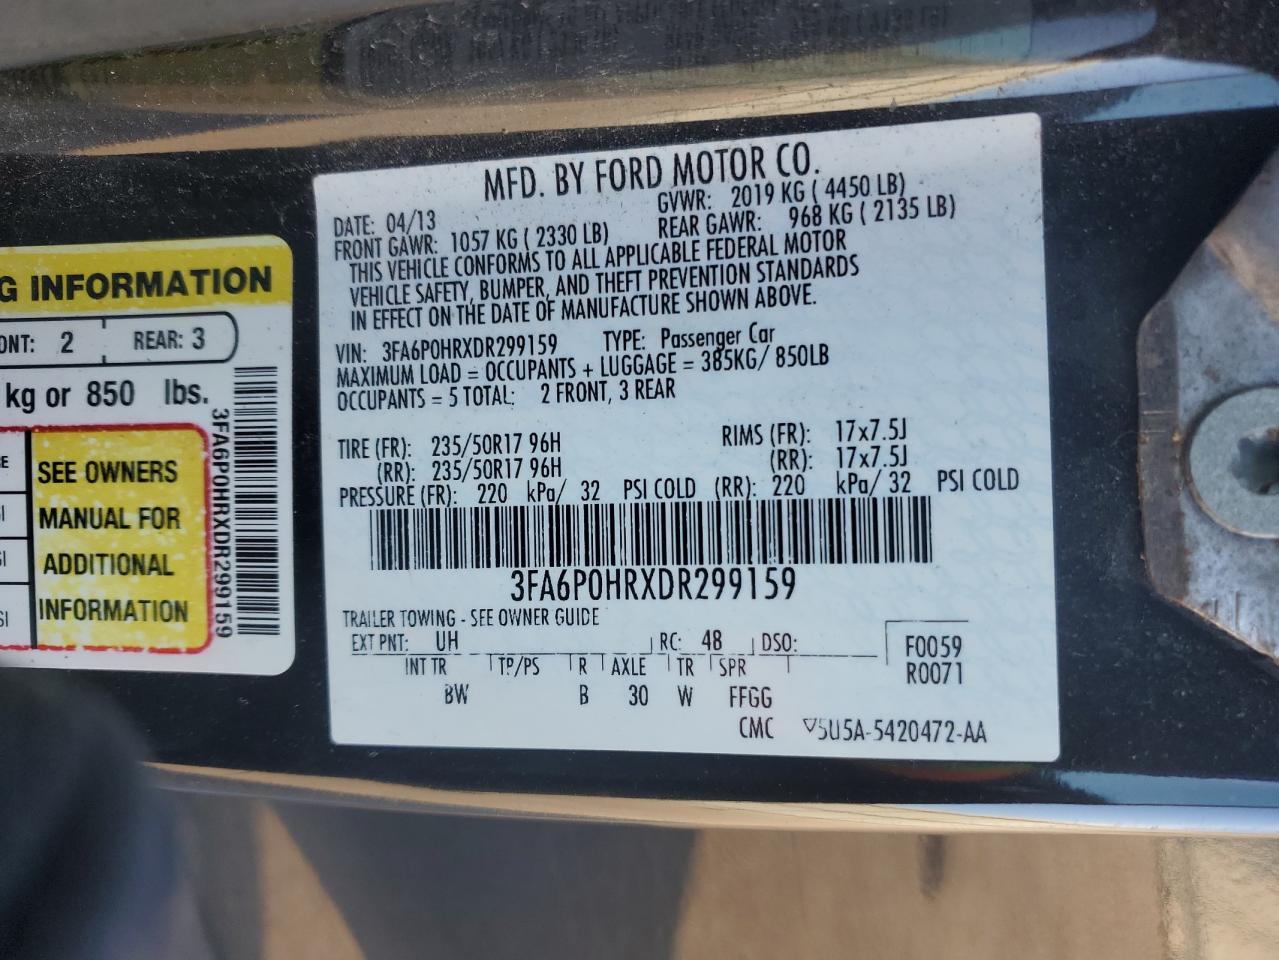 MFD. BY FORD MOTOR CO.
DATE: 04/13 GVWR: 2019 KG ( 4450 LB)
FRONT GAWR: 1057 KG ( 2330 LB) REAR GAWR: 968 KG ( 2135 LB)
THIS VEHICLE CONFORMS TO ALL APPLICABLE FEDERAL MOTOR
VEHICLE SAFETY, BUMPER, AND THEFT PREVENTION STANDARDS
IN EFFECT ON THE DATE OF MANUFACTURE SHOWN ABOVE.
VIN: 3FA6P0HRXDR299159 TYPE: Passenger Car
MAXIMUM LOAD = OCCUPANTS + LUGGAGE = 385KG/ 850LB
OCCUPANTS = 5 TOTAL: 2 FRONT, 3 REAR
TIRE (FR): 235/50R17 96H RIMS (FR): 17x7.5J
(RR): 235/50R17 96H (RR): 17x7.5J
PRESSURE (FR): 220 kPa/ 32 PSI COLD (RR): 220 kPa/ 32 PSI COLD
3FA6P0HRXDR299159
TRAILER TOWING - SEE OWNER GUIDE
EXT PNT: UH RC: 48 DSO:
F0059
R0071
INT TR TP/PS R AXLE TR SPR
BW B 30 W FFGG
CMC ▽5U5A-5420472-AA
G INFORMATION
ONT: 2 REAR: 3
kg or 850 lbs.
SEE OWNERS
MANUAL FOR
ADDITIONAL
INFORMATION
3FA6P0HRXDR299159